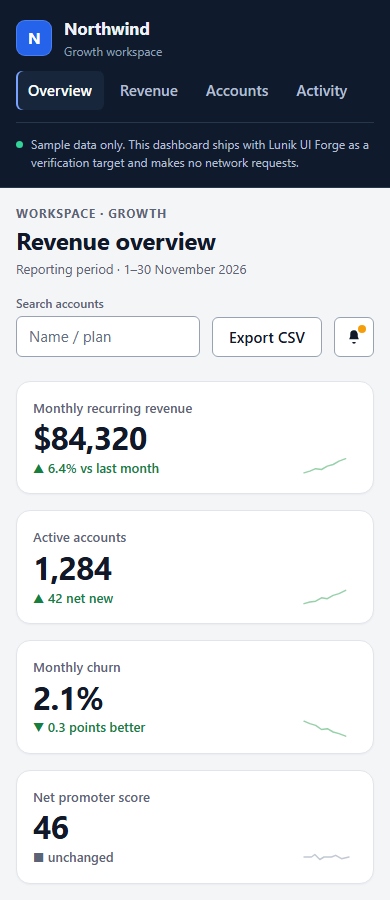 N
Northwind
Growth workspace
Overview
Revenue
Accounts
Activity
Sample data only. This dashboard ships with Lunik UI Forge as a
verification target and makes no network requests.
WORKSPACE · GROWTH
Revenue overview
Reporting period · 1–30 November 2026
Search accounts
Name / plan
Export CSV
Monthly recurring revenue
$84,320
▲ 6.4% vs last month
Active accounts
1,284
▲ 42 net new
Monthly churn
2.1%
▼ 0.3 points better
Net promoter score
46
■ unchanged